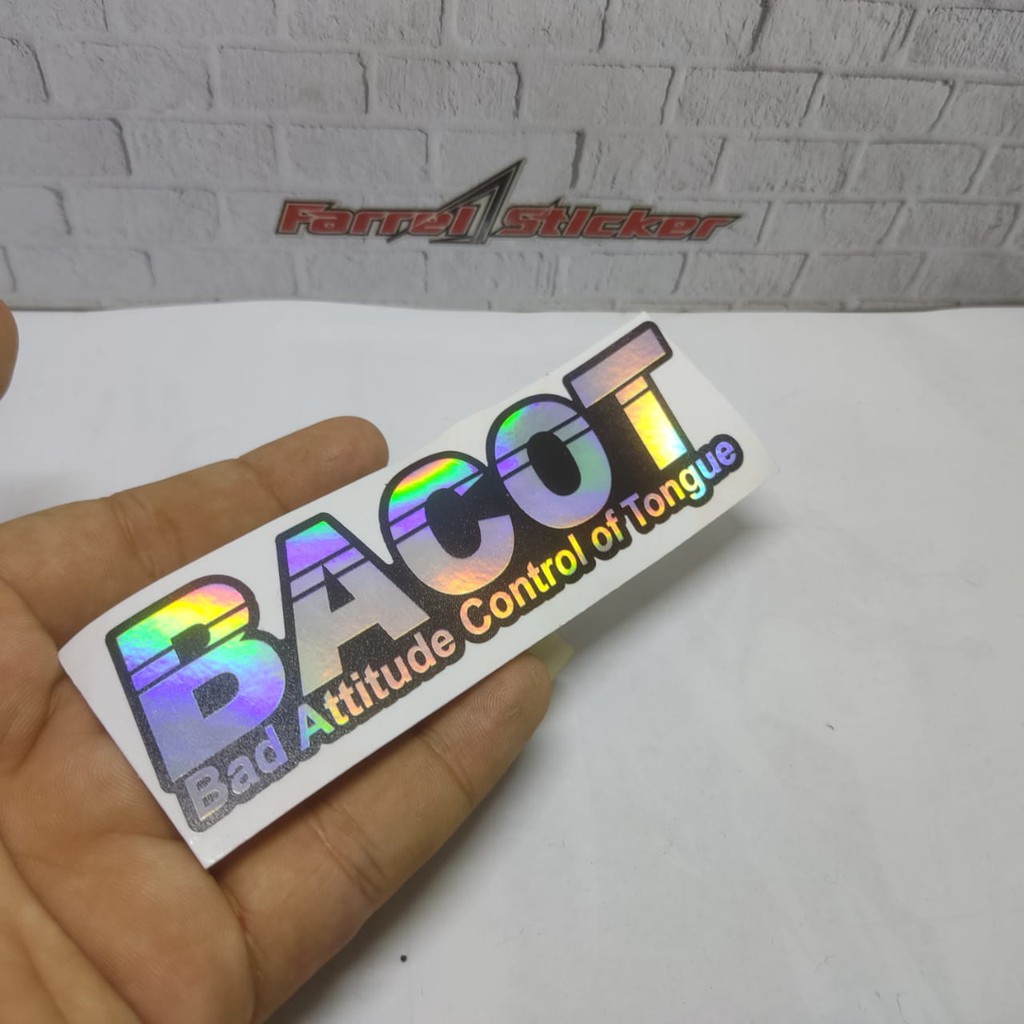 Farrel Sticker
BACOT
Bad Attitude Control of Tongue